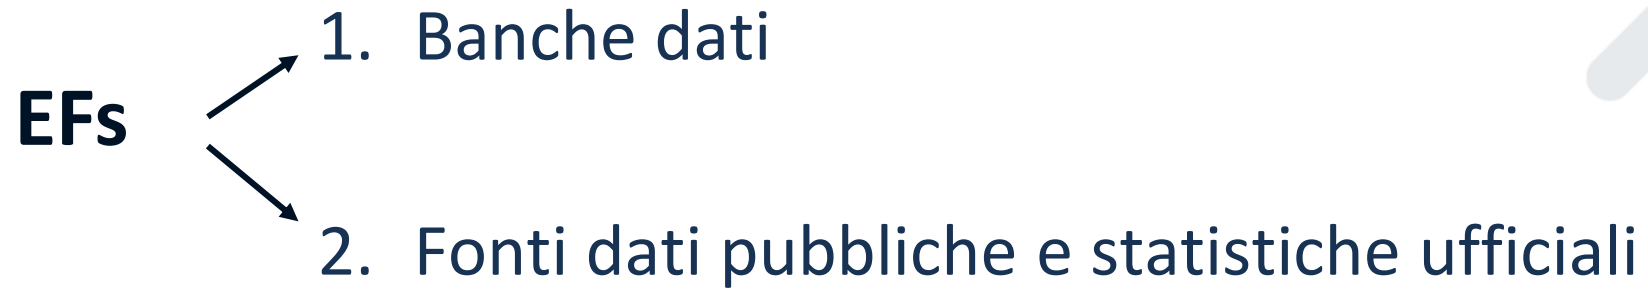 1. Banche dati
EFs
2. Fonti dati pubbliche e statistiche ufficiali